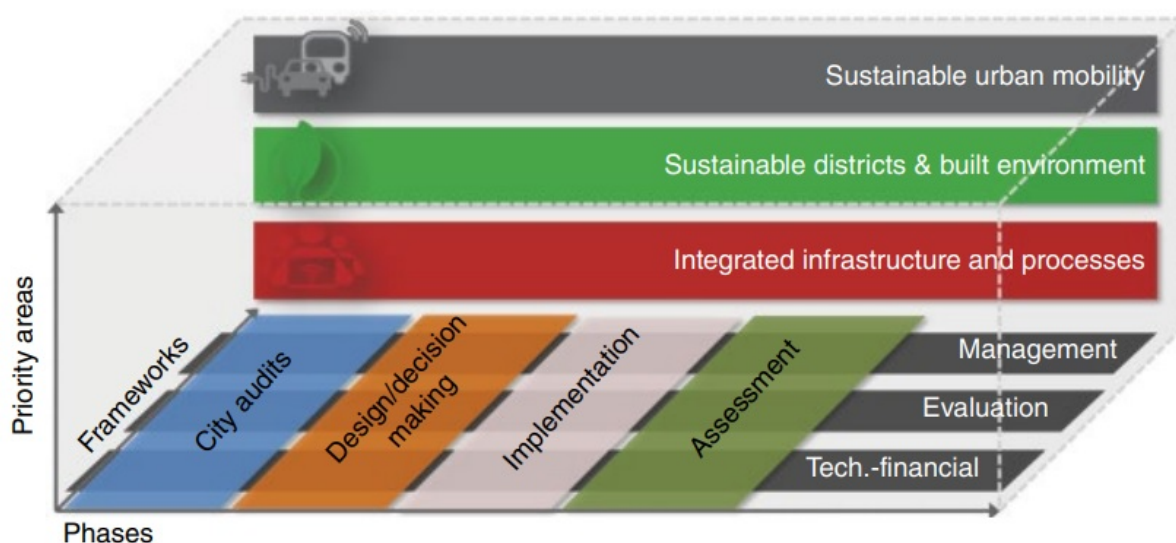 Sustainable urban mobility
Sustainable districts & built environment
Integrated infrastructure and processes
Priority areas
Frameworks
City audits
Design/decision
making
Implementation
Assessment
Management
Evaluation
Tech.-financial
Phases